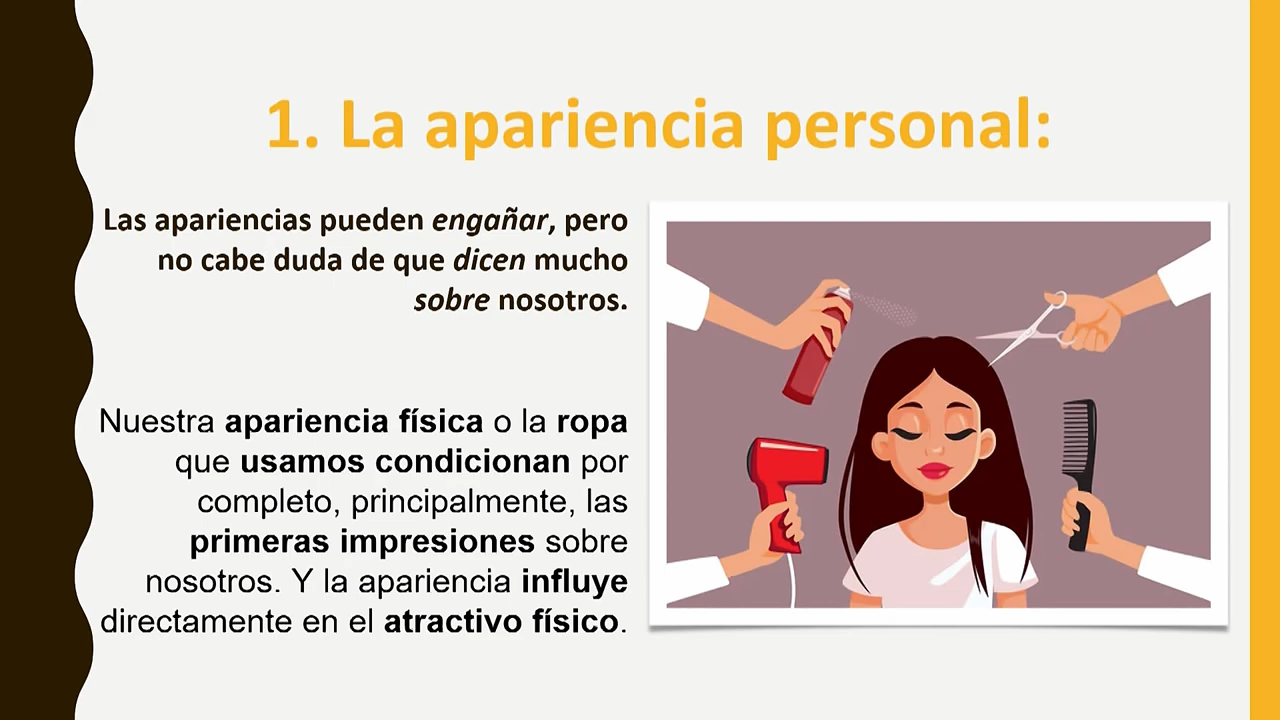 1. La apariencia personal:
Las apariencias pueden engañar, pero
no cabe duda de que dicen mucho
sobre nosotros.
Nuestra apariencia física o la ropa
que usamos condicionan por
completo, principalmente, las
primeras impresiones sobre
nosotros. Y la apariencia influye
directamente en el atractivo físico.